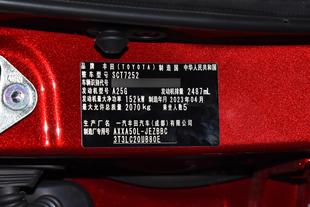 品牌 丰田(TOYOTA) 制造国 中华人民共和国
整车型号 SCT7252
车辆识别代号
发动机型号 A25G 发动机排量 2487mL
发动机最大净功率 152kW 制造年月 2023年04月
最大允许总质量 2070kg 乘坐人数 5
生产厂名 一汽丰田汽车(成都)有限公司
制造厂专用号 AXXA50L-JEZBBC
3T3LC20UB80E